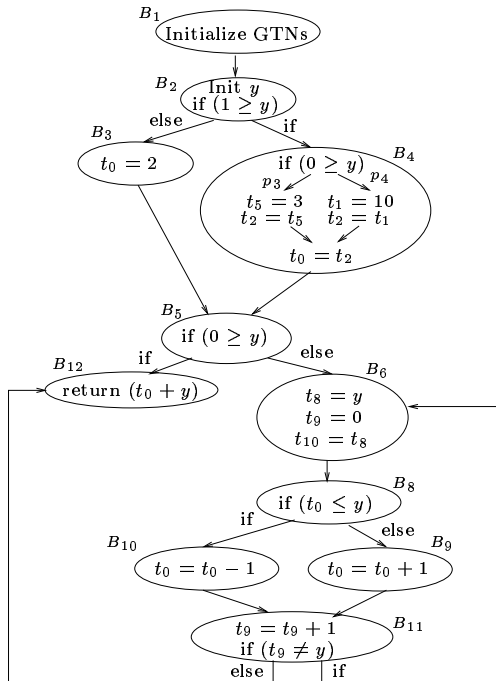 B1
Initialize GTNs
B2
Init y
if (1 ≥ y)
else
if
B3
t0 = 2
B4
if (0 ≥ y)
p3
p4
t5 = 3
t1 = 10
t2 = t5
t2 = t1
t0 = t2
B5
if (0 ≥ y)
if
else
B12
return (t0 + y)
B6
t8 = y
t9 = 0
t10 = t8
B8
if (t0 ≤ y)
if
else
B10
t0 = t0 − 1
B9
t0 = t0 + 1
B11
t9 = t9 + 1
if (t9 ≠ y)
else
if